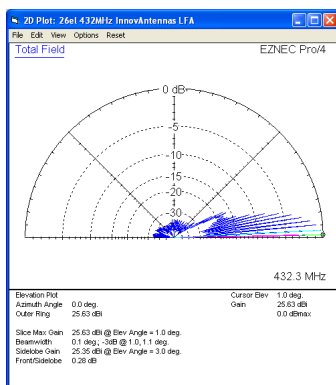 2D Plot: 26el 432MHz InnovAntennas LFA
File Edit View Options Reset
Total Field
EZNEC Pro/4
0 dB
-5
-10
-15
-20
-30
432.3 MHz
Elevation Plot
Azimuth Angle 0.0 deg.
Outer Ring 25.63 dBi
Cursor Elev 1.0 deg.
Gain 25.63 dBi
0.0 dBmax
Slice Max Gain 25.63 dBi @ Elev Angle = 1.0 deg.
Beamwidth 0.1 deg.; -3dB @ 1.0, 1.1 deg.
Sidelobe Gain 25.35 dBi @ Elev Angle = 3.0 deg.
Front/Sidelobe 0.28 dB